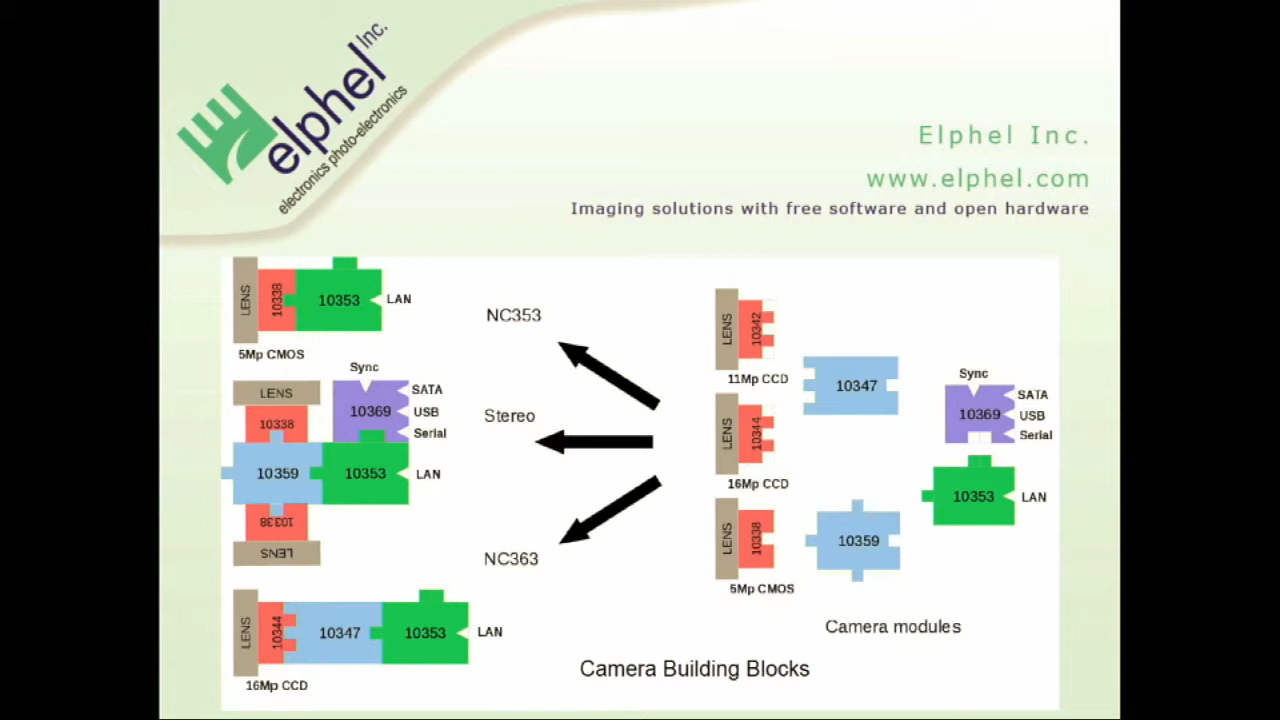 elphel Inc.
electronics photo-electronics
Elphel Inc.
www.elphel.com
Imaging solutions with free software and open hardware
LENS
10338
10353
LAN
5Mp CMOS
NC353
Sync
LENS
10338
10369
SATA
USB
Serial
Stereo
10359
10353
LAN
10338
LENS
NC363
LENS
10344
10347
10353
LAN
16Mp CCD
LENS
10342
11Mp CCD
10347
LENS
10344
16Mp CCD
Sync
10369
SATA
USB
Serial
10353
LAN
LENS
10338
10359
5Mp CMOS
Camera modules
Camera Building Blocks